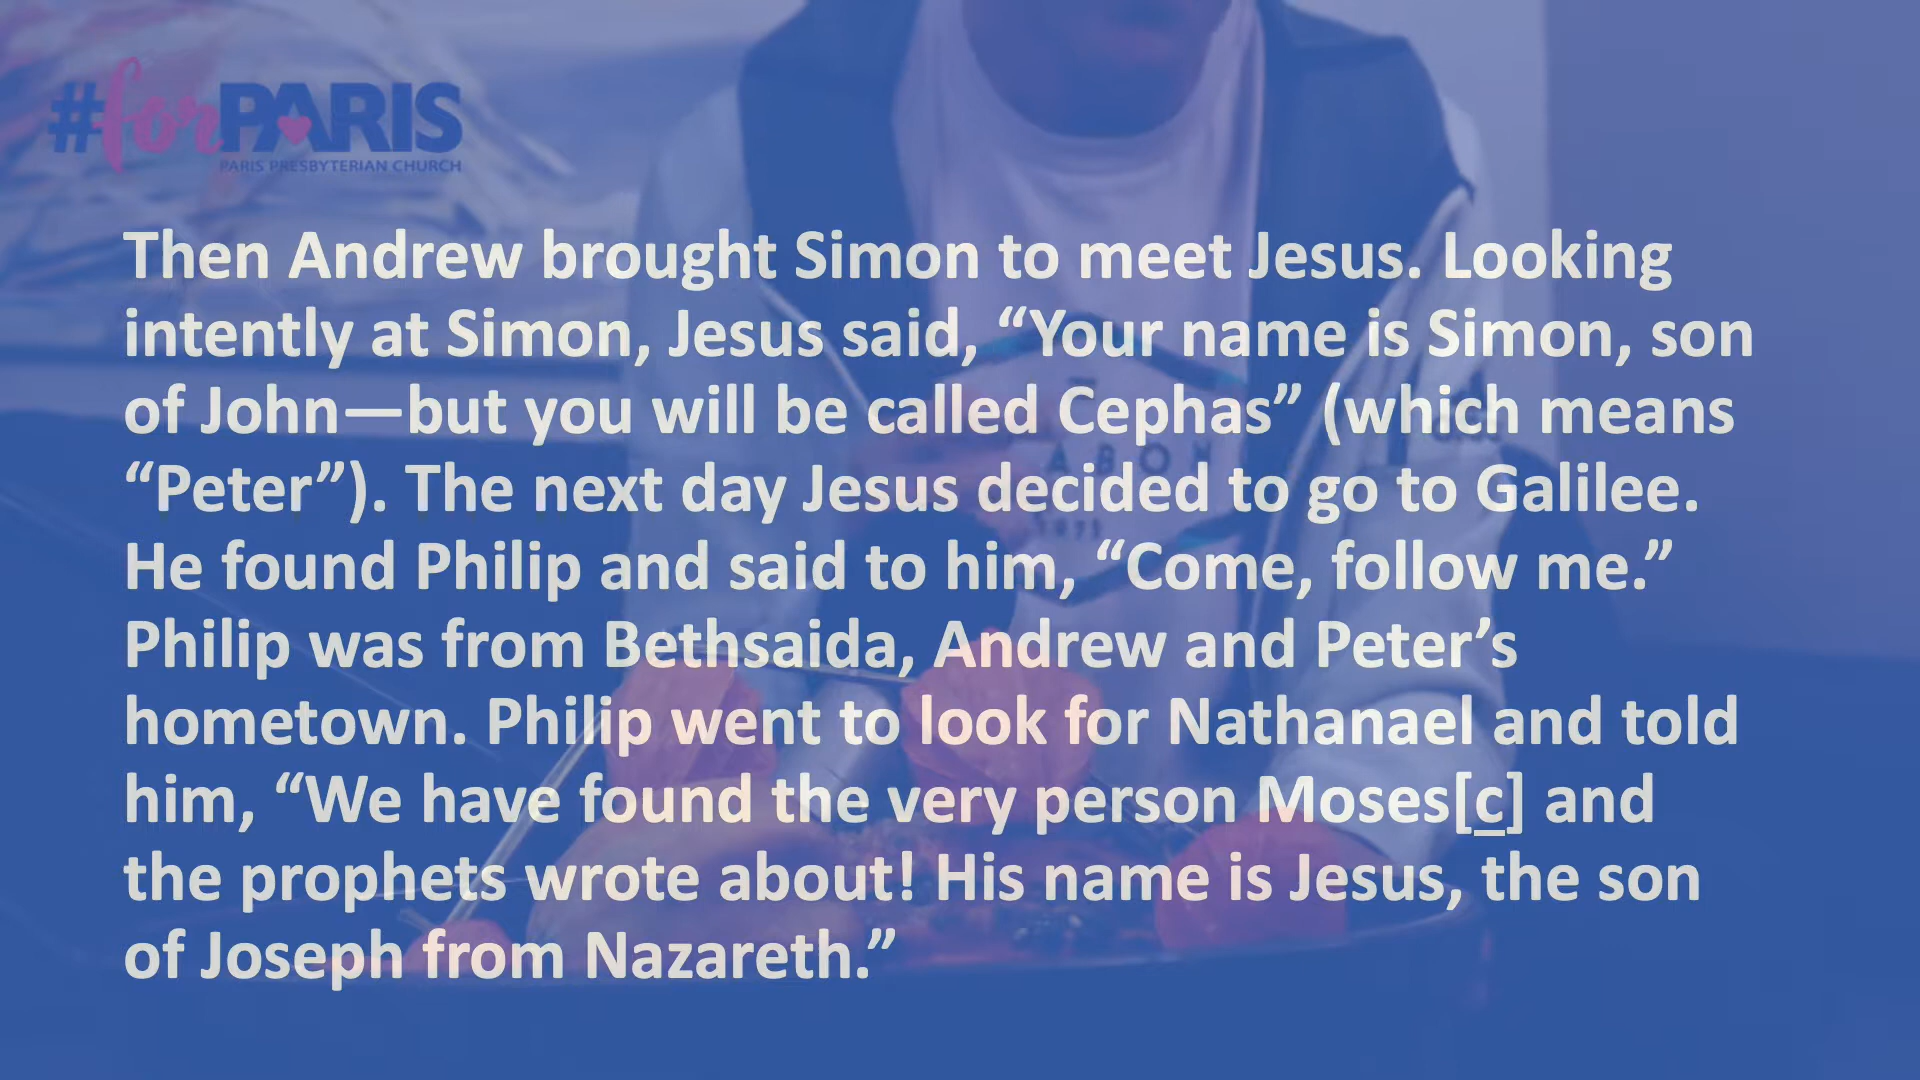 #forPARIS
PARIS PRESBYTERIAN CHURCH
Then Andrew brought Simon to meet Jesus. Looking
intently at Simon, Jesus said, “Your name is Simon, son
of John—but you will be called Cephas” (which means
“Peter”). The next day Jesus decided to go to Galilee.
He found Philip and said to him, “Come, follow me.”
Philip was from Bethsaida, Andrew and Peter’s
hometown. Philip went to look for Nathanael and told
him, “We have found the very person Moses[c] and
the prophets wrote about! His name is Jesus, the son
of Joseph from Nazareth.”